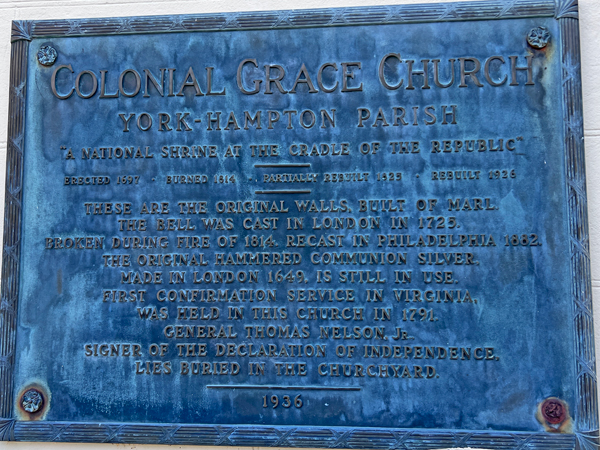 COLONIAL GRACE CHURCH
YORK-HAMPTON PARISH
"A NATIONAL SHRINE AT THE CRADLE OF THE REPUBLIC"
ERECTED 1697 - BURNED 1814 - PARTIALLY REBUILT 1825 - REBUILT 1926
THESE ARE THE ORIGINAL WALLS, BUILT OF MARL.
THE BELL WAS CAST IN LONDON IN 1725.
BROKEN DURING FIRE OF 1814. RECAST IN PHILADELPHIA 1882.
THE ORIGINAL HAMMERED COMMUNION SILVER,
MADE IN LONDON 1649, IS STILL IN USE.
FIRST CONFIRMATION SERVICE IN VIRGINIA,
WAS HELD IN THIS CHURCH IN 1791.
GENERAL THOMAS NELSON, JR.
SIGNER OF THE DECLARATION OF INDEPENDENCE,
LIES BURIED IN THE CHURCHYARD.
1936